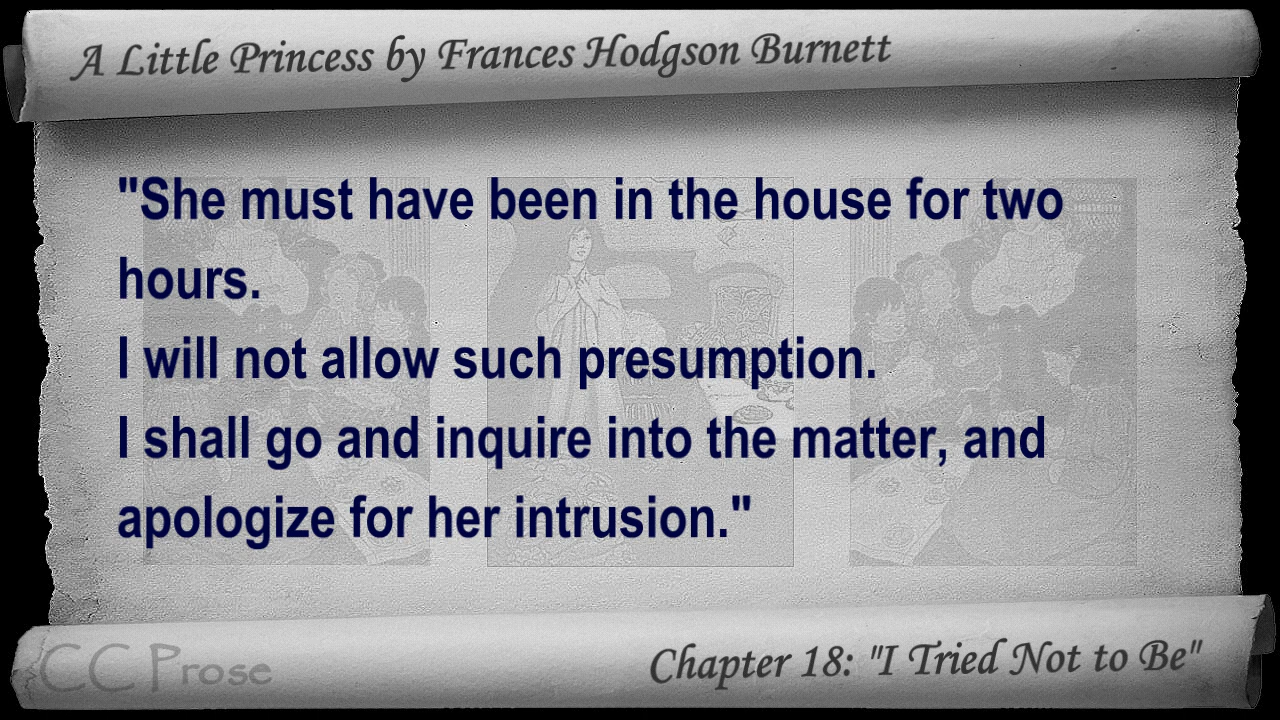 A Little Princess by Frances Hodgson Burnett
"She must have been in the house for two
hours.
I will not allow such presumption.
I shall go and inquire into the matter, and
apologize for her intrusion."
CC Prose
Chapter 18: "I Tried Not to Be"